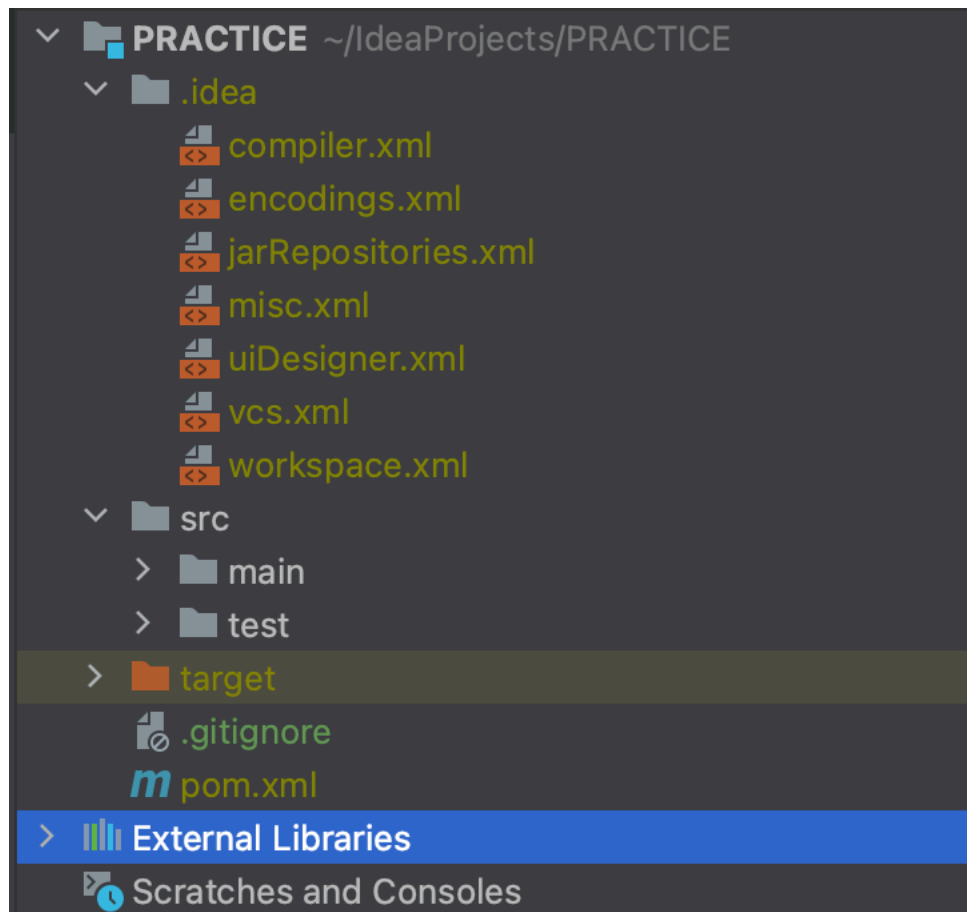 PRACTICE ~/IdeaProjects/PRACTICE
.idea
compiler.xml
encodings.xml
jarRepositories.xml
misc.xml
uiDesigner.xml
vcs.xml
workspace.xml
src
main
test
target
.gitignore
pom.xml
External Libraries
Scratches and Consoles